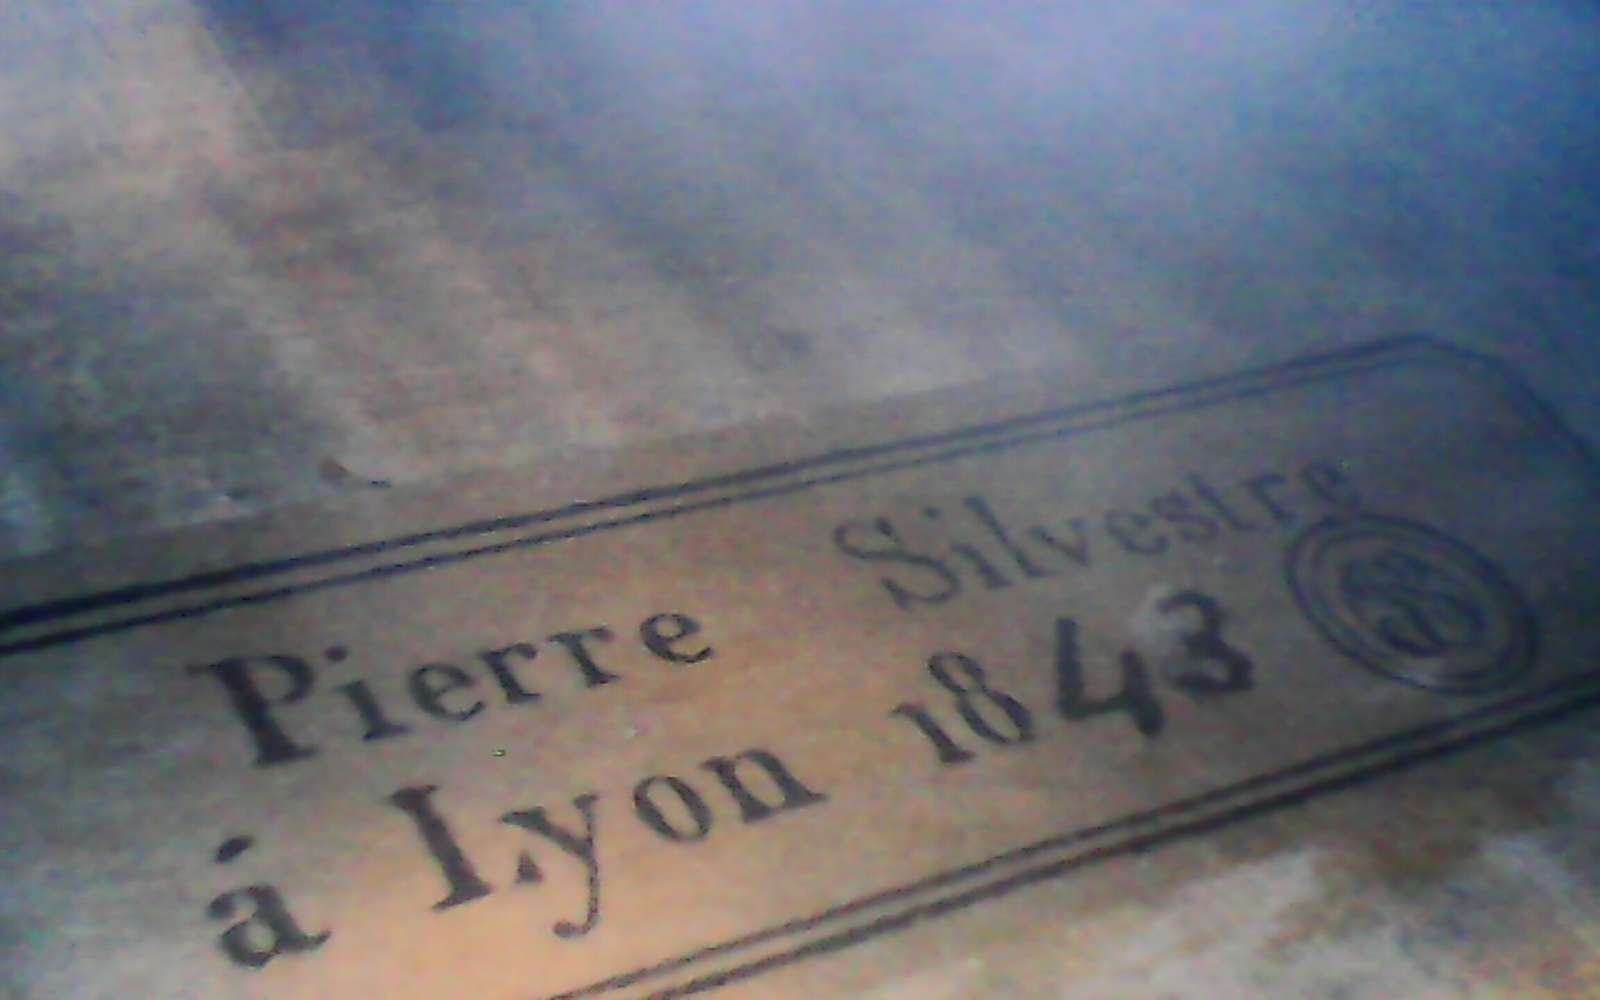 Pierre Silvestre
á Lyon 1843